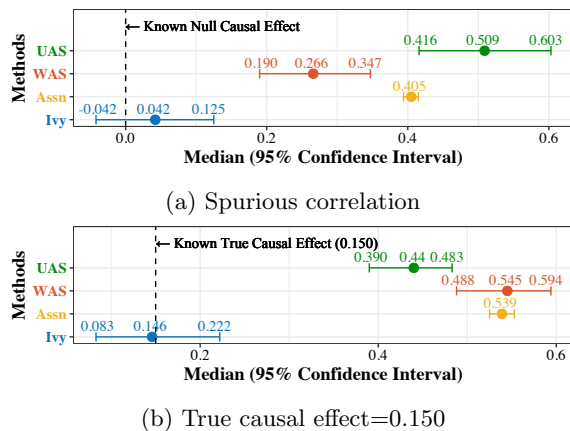 ← Known Null Causal Effect
Methods
UAS
0.416 0.509 0.603
WAS
0.190 0.266 0.347
Assn
0.405
Ivy
-0.042 0.042 0.125
0.0 0.2 0.4 0.6
Median (95% Confidence Interval)
(a) Spurious correlation
← Known True Causal Effect (0.150)
Methods
UAS
0.390 0.44 0.483
WAS
0.488 0.545 0.594
Assn
0.539
Ivy
0.083 0.146 0.222
0.2 0.4 0.6
Median (95% Confidence Interval)
(b) True causal effect=0.150